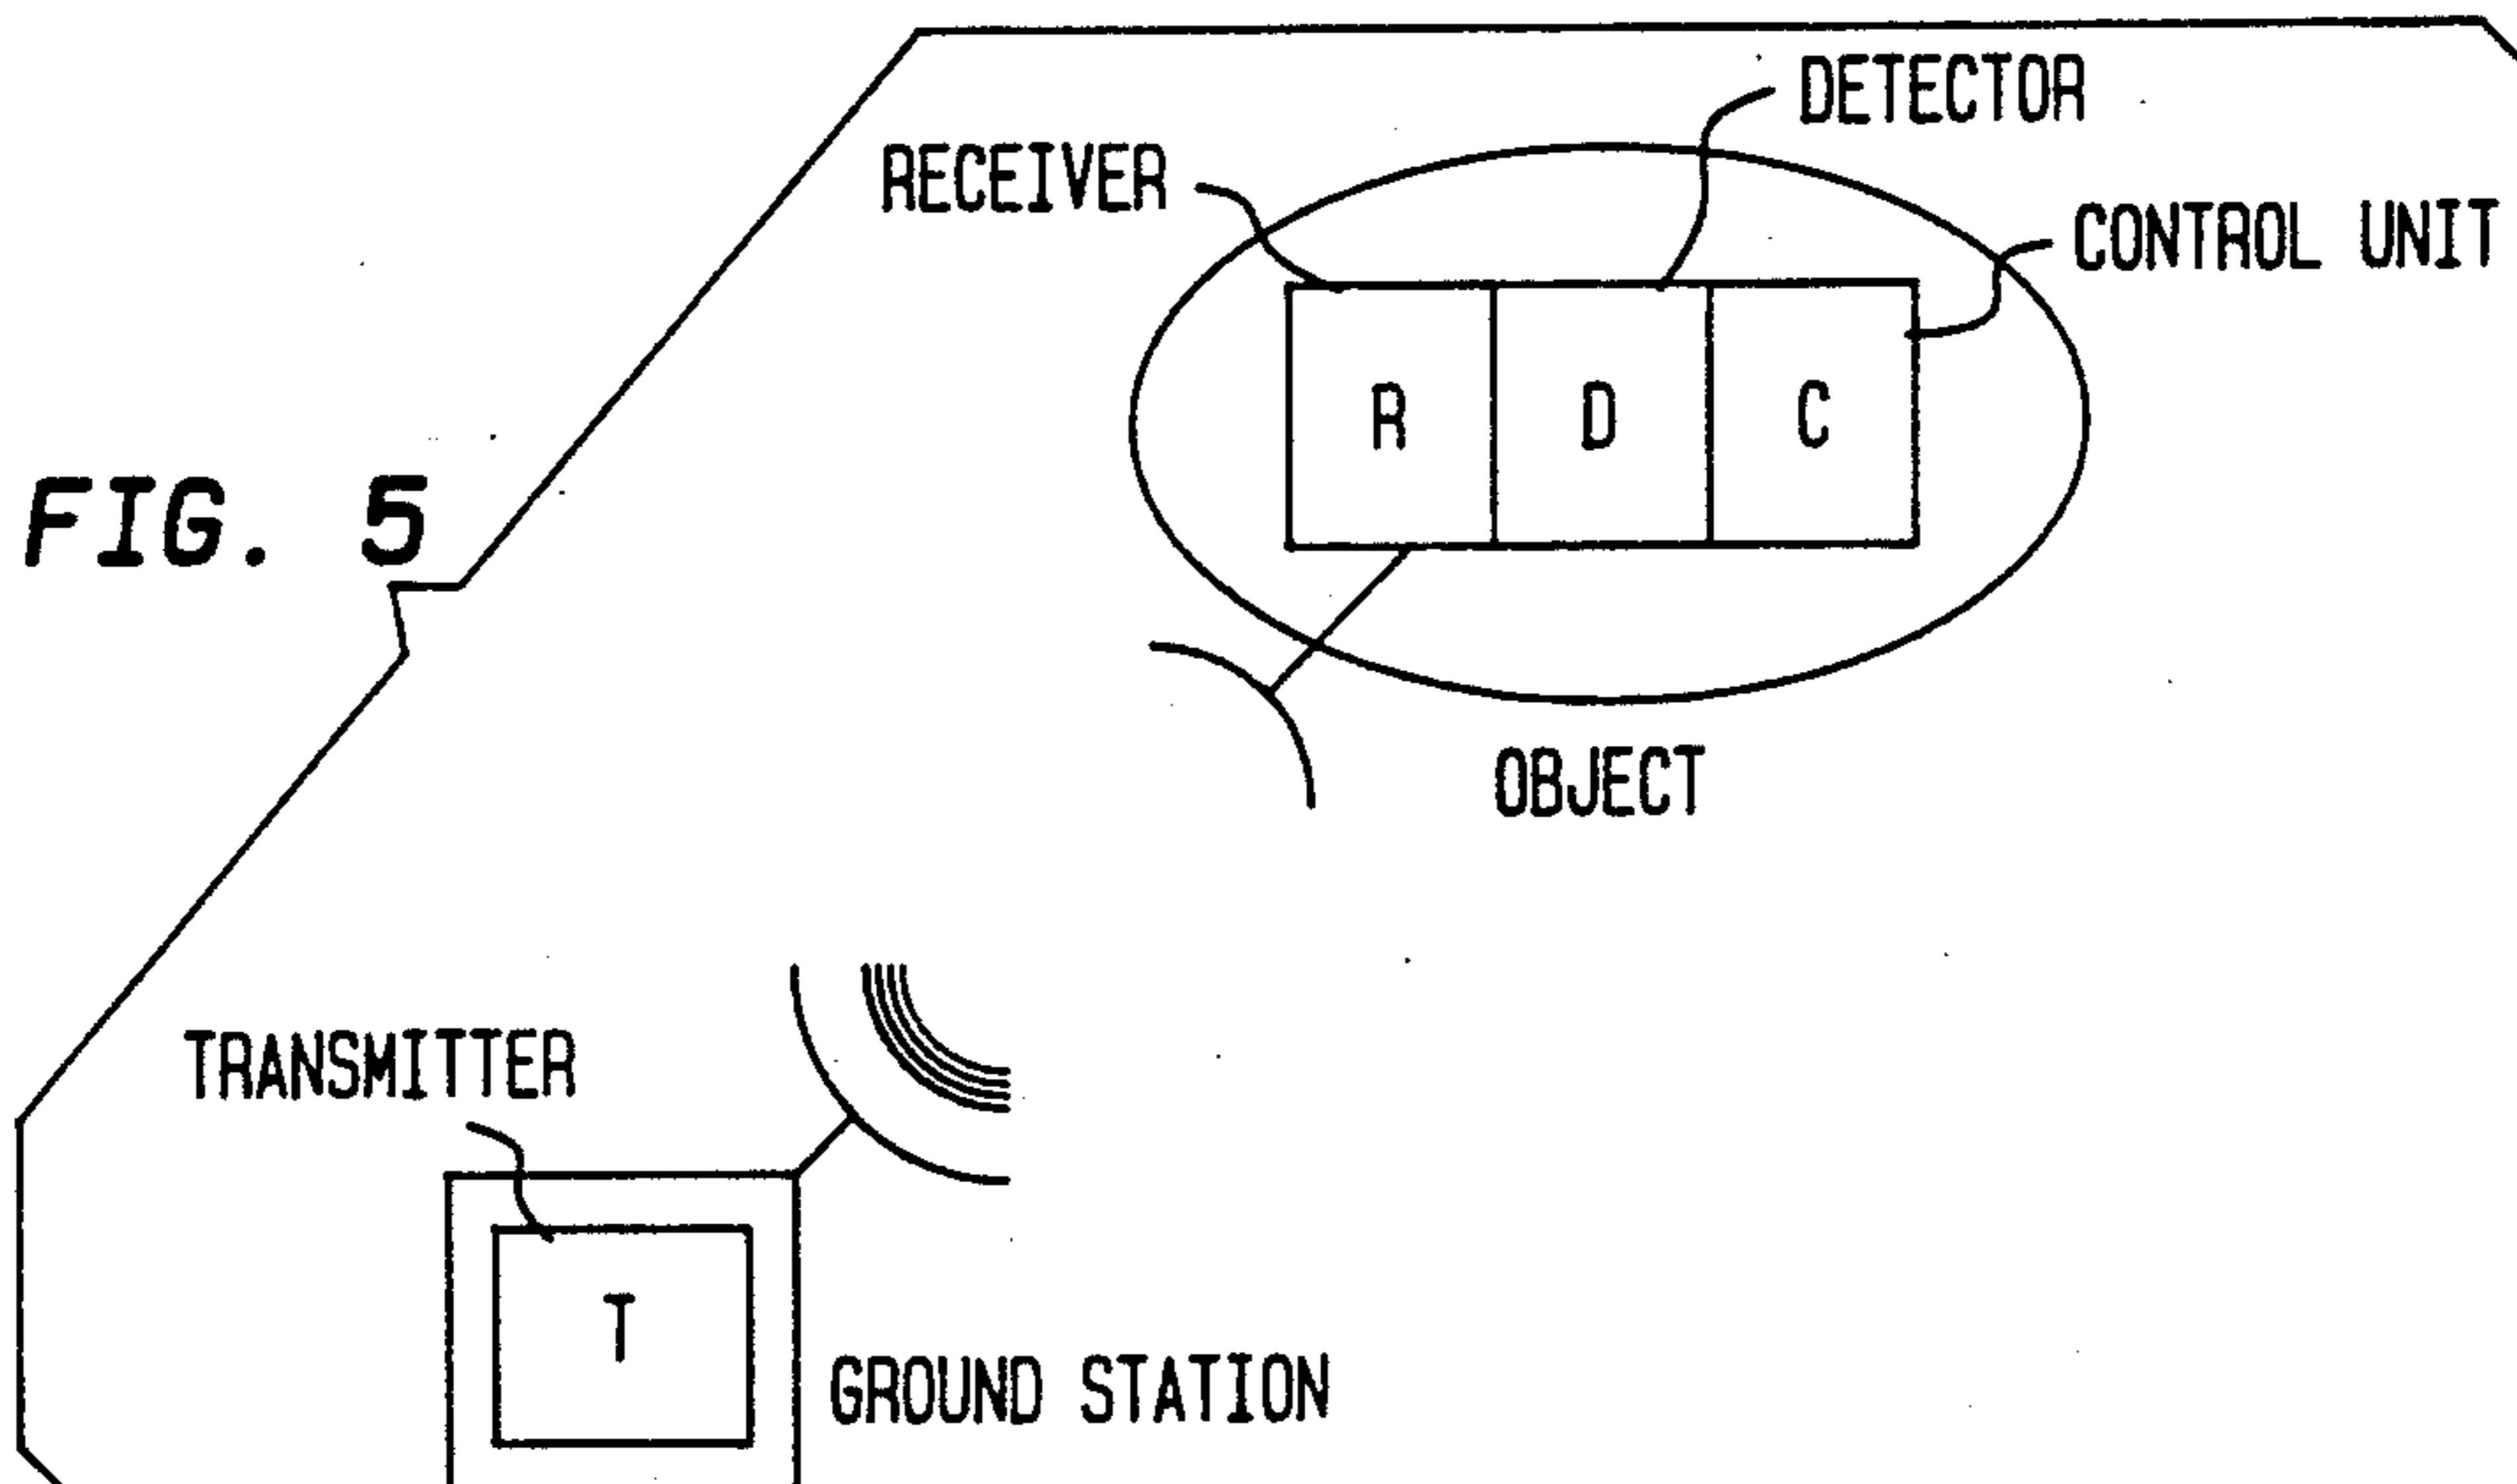 DETECTOR
RECEIVER
CONTROL UNIT
R D C
FIG. 5
OBJECT
TRANSMITTER
T
GROUND STATION